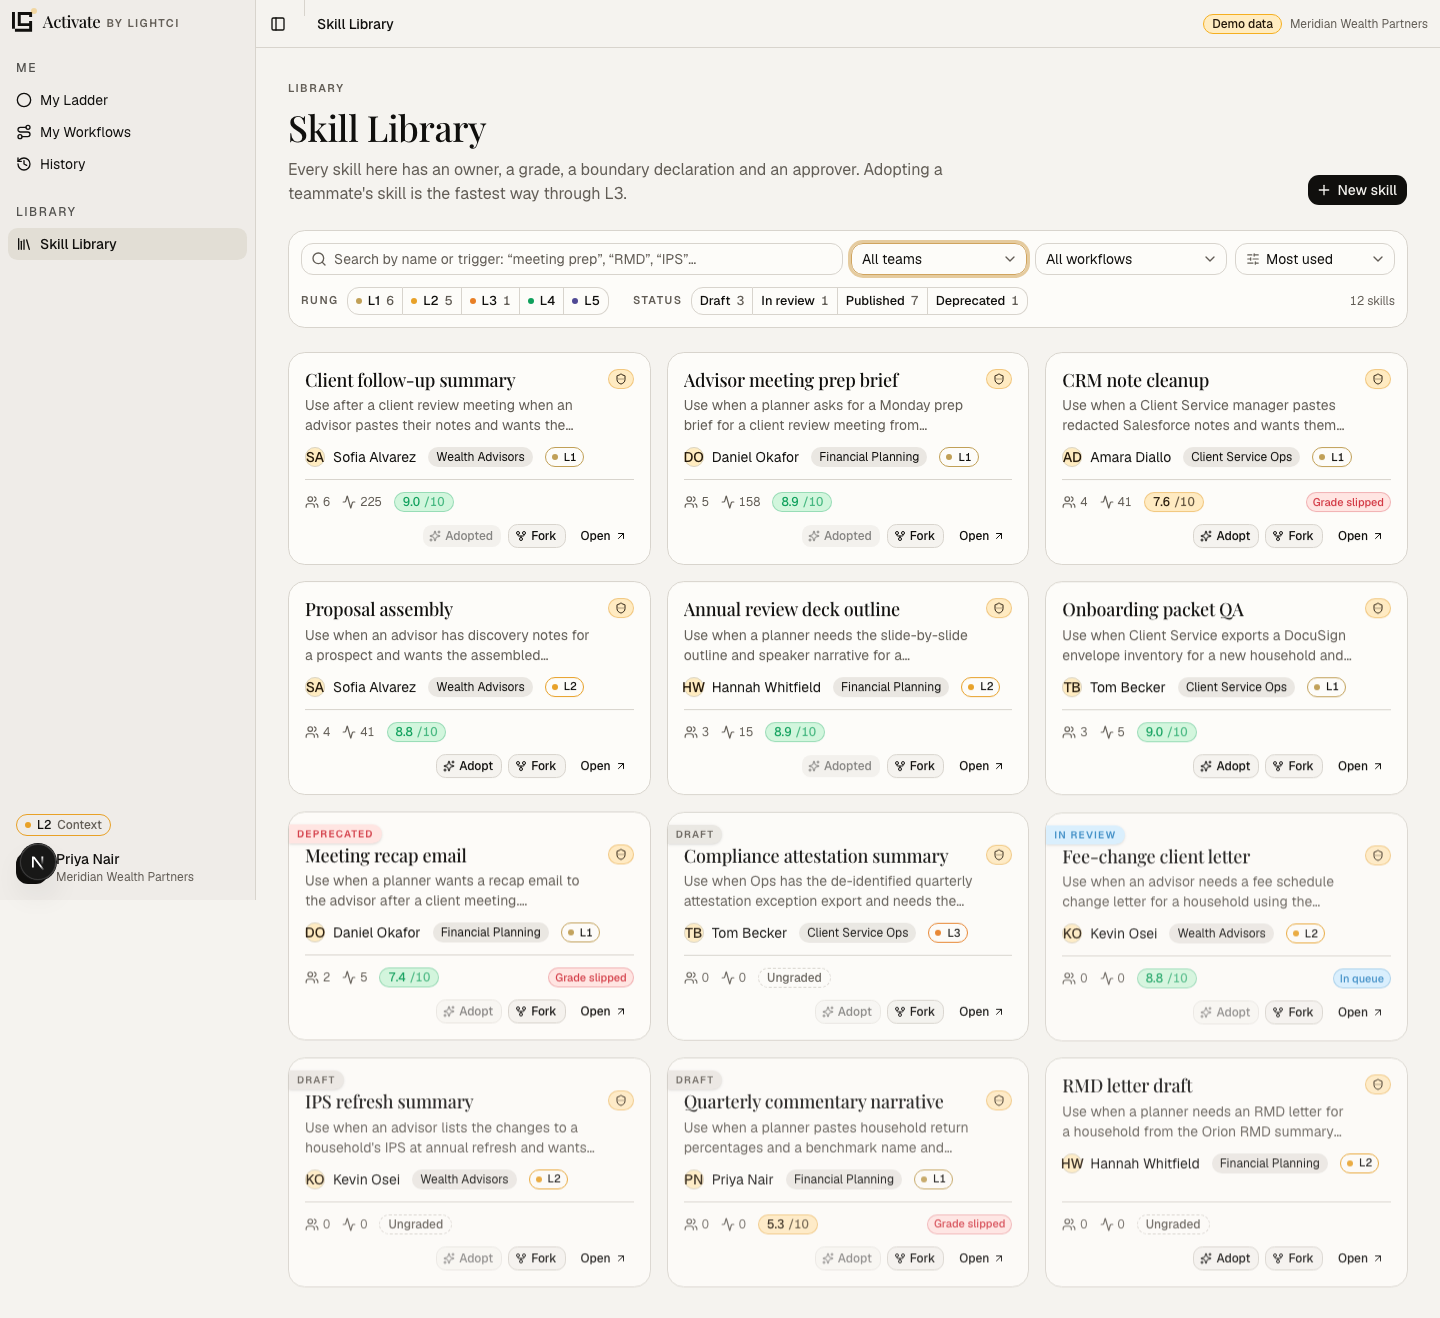 Activate BY LIGHTCI
Skill Library
Demo data
Meridian Wealth Partners
ME
My Ladder
My Workflows
History
LIBRARY
Skill Library
L2 Context
N
Priya Nair
Meridian Wealth Partners
LIBRARY
Skill Library
Every skill here has an owner, a grade, a boundary declaration and an approver. Adopting a
teammate's skill is the fastest way through L3.
New skill
Search by name or trigger: “meeting prep”, “RMD”, “IPS”…
All teams
All workflows
Most used
RUNG L1 6 L2 5 L3 1 L4 L5 STATUS Draft 3 In review 1 Published 7 Deprecated 1 12 skills
Client follow-up summary
Use after a client review meeting when an
advisor pastes their notes and wants the…
SA Sofia Alvarez Wealth Advisors L1
6 225 9.0 /10
Adopted Fork Open
Advisor meeting prep brief
Use when a planner asks for a Monday prep
brief for a client review meeting from…
DO Daniel Okafor Financial Planning L1
5 158 8.9 /10
Adopted Fork Open
CRM note cleanup
Use when a Client Service manager pastes
redacted Salesforce notes and wants them…
AD Amara Diallo Client Service Ops L1
4 41 7.6 /10 Grade slipped
Adopt Fork Open
Proposal assembly
Use when an advisor has discovery notes for
a prospect and wants the assembled…
SA Sofia Alvarez Wealth Advisors L2
4 41 8.8 /10
Adopt Fork Open
Annual review deck outline
Use when a planner needs the slide-by-slide
outline and speaker narrative for a…
HW Hannah Whitfield Financial Planning L2
3 15 8.9 /10
Adopted Fork Open
Onboarding packet QA
Use when Client Service exports a DocuSign
envelope inventory for a new household and…
TB Tom Becker Client Service Ops L1
3 5 9.0 /10
Adopt Fork Open
DEPRECATED
Meeting recap email
Use when a planner wants a recap email to
the advisor after a client meeting.…
DO Daniel Okafor Financial Planning L1
2 5 7.4 /10 Grade slipped
Adopt Fork Open
DRAFT
Compliance attestation summary
Use when Ops has the de-identified quarterly
attestation exception export and needs the…
TB Tom Becker Client Service Ops L3
0 0 Ungraded
Adopt Fork Open
IN REVIEW
Fee-change client letter
Use when an advisor needs a fee schedule
change letter for a household using the…
KO Kevin Osei Wealth Advisors L2
0 0 8.8 /10 In queue
Adopt Fork Open
DRAFT
IPS refresh summary
Use when an advisor lists the changes to a
household's IPS at annual refresh and wants…
KO Kevin Osei Wealth Advisors L2
0 0 Ungraded
Adopt Fork Open
DRAFT
Quarterly commentary narrative
Use when a planner pastes household return
percentages and a benchmark name and…
PN Priya Nair Financial Planning L1
0 0 5.3 /10 Grade slipped
Adopt Fork Open
RMD letter draft
Use when a planner needs an RMD letter for
a household from the Orion RMD summary…
HW Hannah Whitfield Financial Planning L2
0 0 Ungraded
Adopt Fork Open